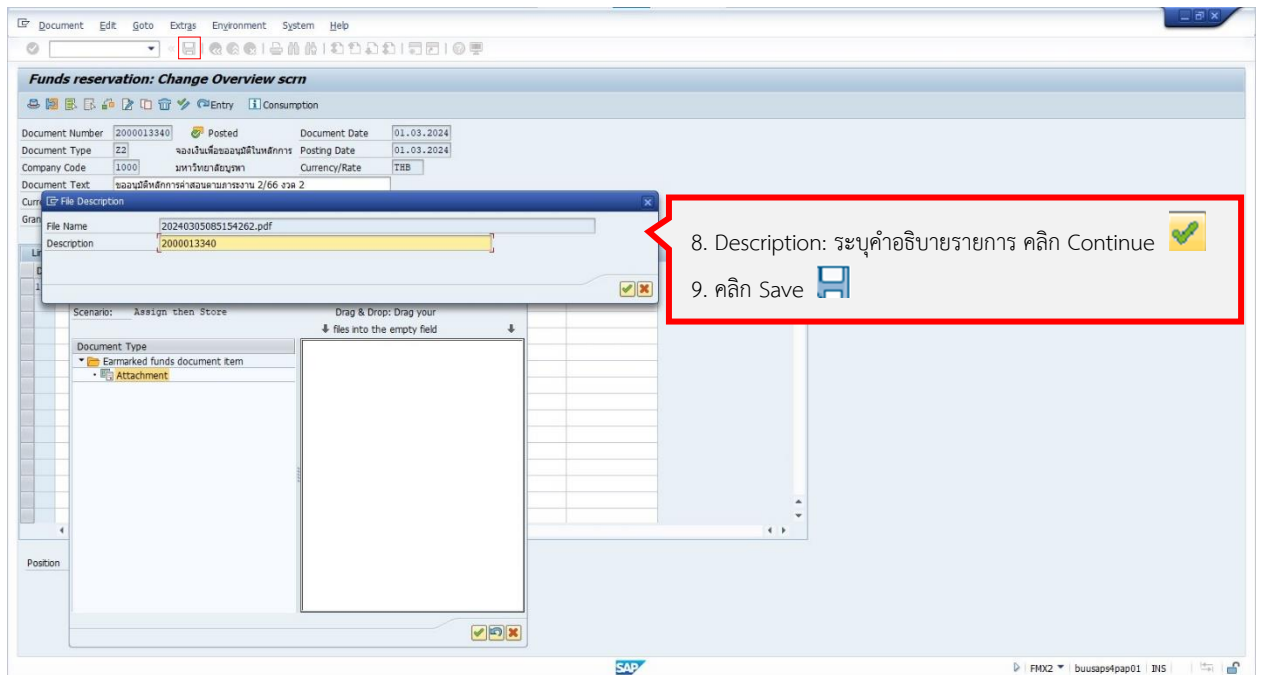 Document Edit Goto Extras Environment System Help
Funds reservation: Change Overview scrn
Entry Consumption
Document Number 2000013340 Posted Document Date 01.03.2024
Document Type Z2 จองเงินเพื่อขออนุมัติในหลักการ Posting Date 01.03.2024
Company Code 1000 มหาวิทยาลัยบูรพา Currency/Rate THB
Document Text ขออนุมัติหลักการค่าสอนตามภาระงาน 2/66 งวด 2
File Description
File Name 20240305085154262.pdf
Description 2000013340
8. Description: ระบุคำอธิบายรายการ คลิก Continue
9. คลิก Save
Scenario: Assign then Store Drag & Drop: Drag your
files into the empty field
Document Type
Earmarked funds document item
Attachment
Position
SAP FMX2 buusaps4pap01 INS